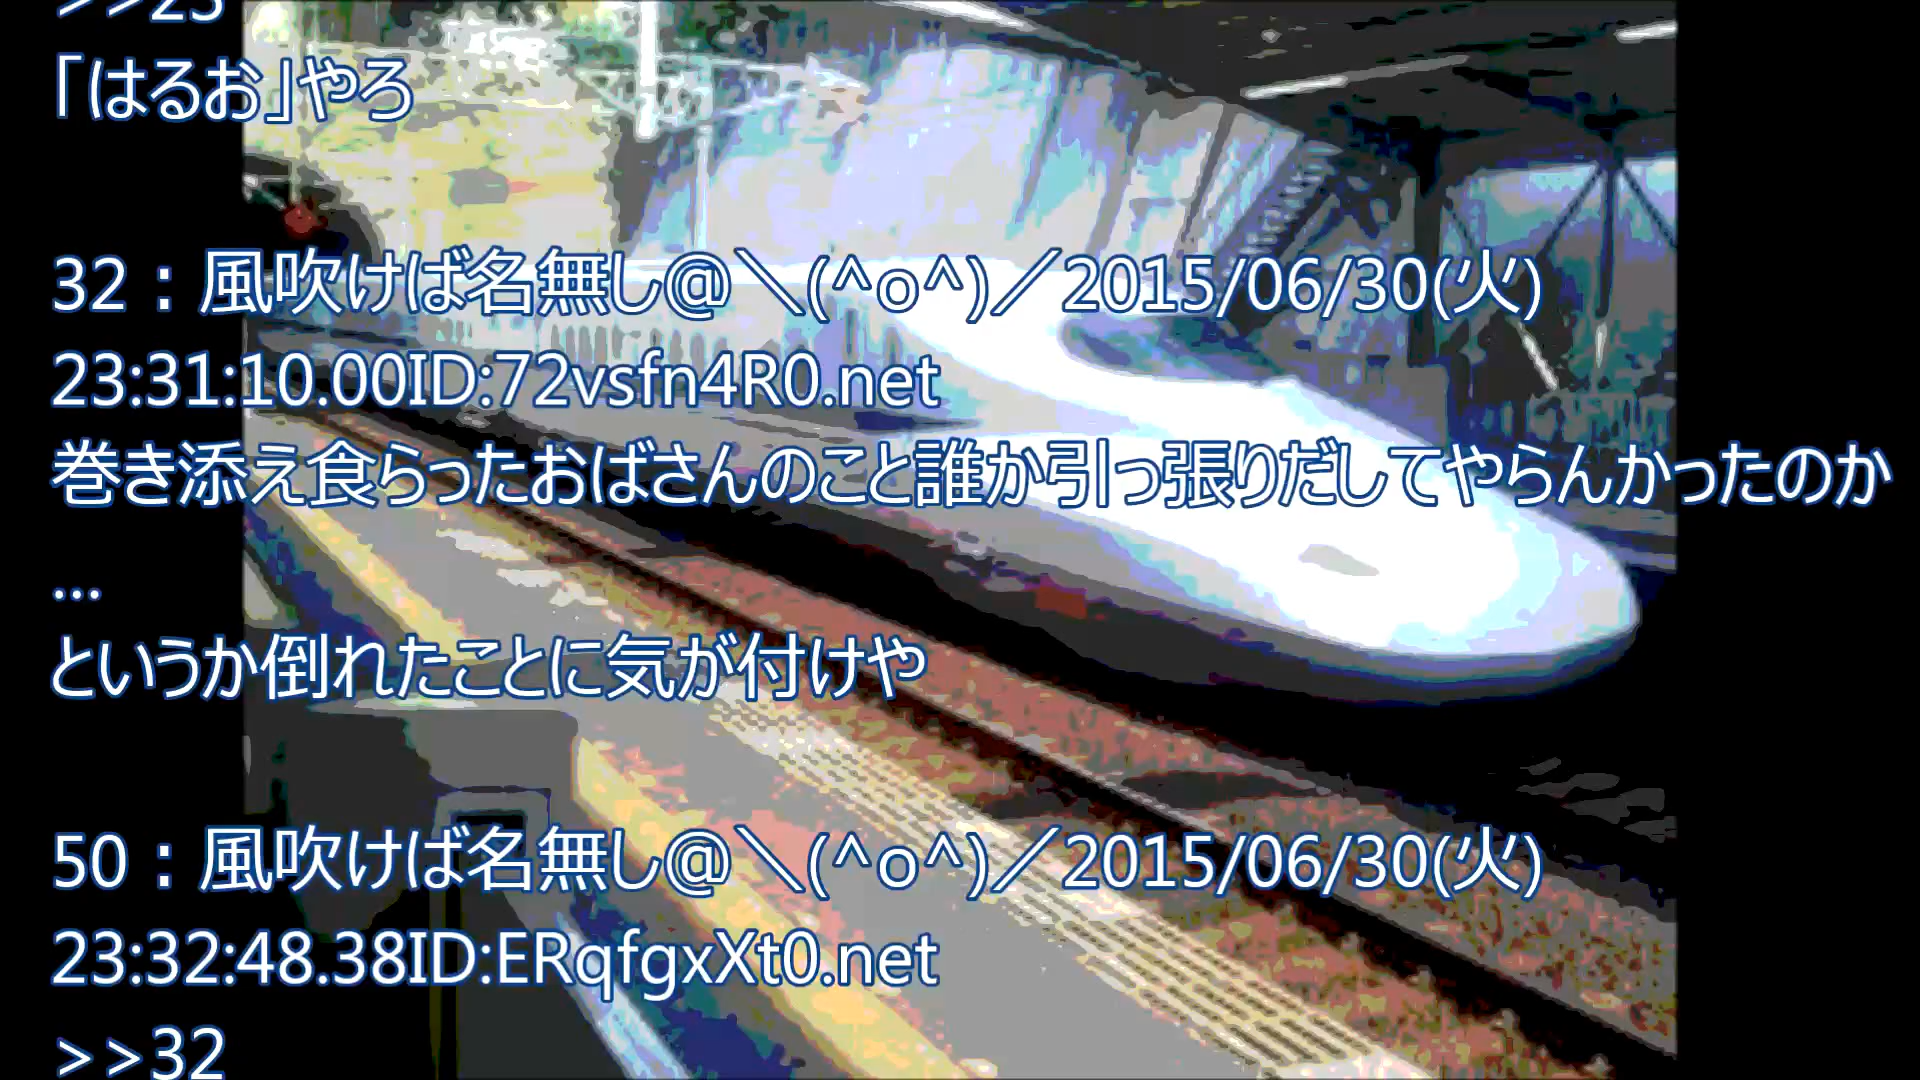 >>25
「はるお」やろ
32：風吹けば名無し@＼(^o^)／2015/06/30(火)
23:31:10.00ID:72vsfn4R0.net
巻き添え食らったおばさんのこと誰か引っ張りだしてやらんかったのか
…
というか倒れたことに気が付けや
50：風吹けば名無し@＼(^o^)／2015/06/30(火)
23:32:48.38ID:ERqfgxXt0.net
>>32